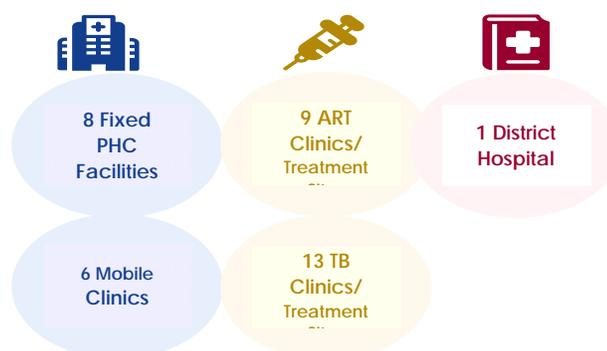 8 Fixed
PHC
Facilities
9 ART
Clinics/
Treatment
1 District
Hospital
6 Mobile
Clinics
13 TB
Clinics/
Treatment